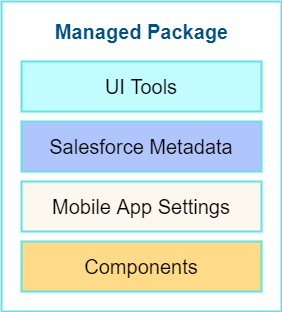 Managed Package
UI Tools
Salesforce Metadata
Mobile App Settings
Components